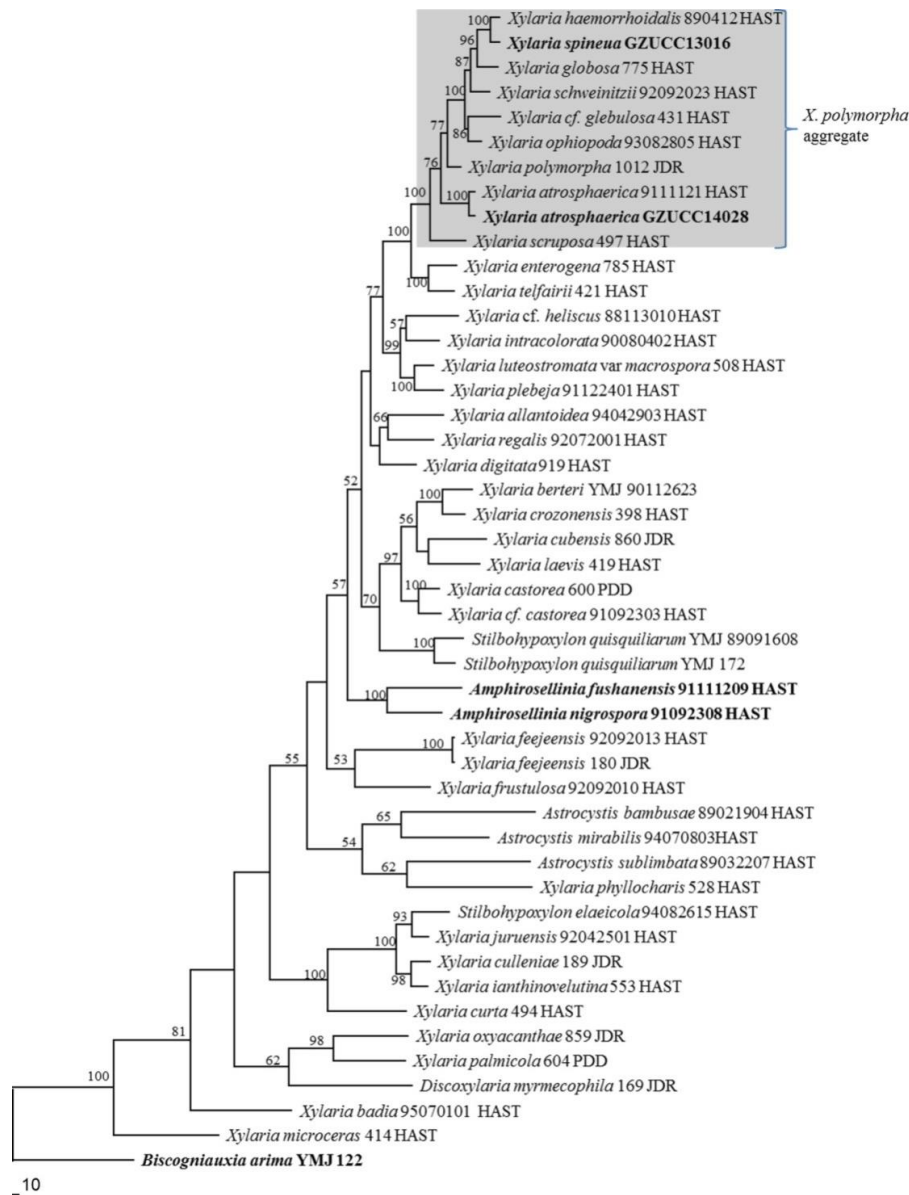 100
Xylaria haemorrhoidalis 890412 HAST
96
Xylaria spineua GZUCC13016
87
Xylaria globosa 775 HAST
100
Xylaria schweinitzii 92092023 HAST
Xylaria cf. glebulosa 431 HAST
77
86
Xylaria ophiopoda 93082805 HAST
X. polymorpha
aggregate
76
Xylaria polymorpha 1012 JDR
100
100
Xylaria atrosphaerica 9111121 HAST
Xylaria atrosphaerica GZUCC14028
100
Xylaria scruposa 497 HAST
Xylaria enterogena 785 HAST
100
Xylaria telfairii 421 HAST
77
57
Xylaria cf. heliscus 88113010 HAST
99
Xylaria intracolorata 90080402 HAST
Xylaria luteostromata var macrospora 508 HAST
100
Xylaria plebeja 91122401 HAST
66
Xylaria allantoidea 94042903 HAST
Xylaria regalis 92072001 HAST
Xylaria digitata 919 HAST
52
100
Xylaria berteri YMJ 90112623
56
Xylaria crozonensis 398 HAST
Xylaria cubensis 860 JDR
97
Xylaria laevis 419 HAST
57
100
Xylaria castorea 600 PDD
70
Xylaria cf. castorea 91092303 HAST
100
Stilbohypoxylon quisquiliarum YMJ 89091608
Stilbohypoxylon quisquiliarum YMJ 172
100
Amphirosellinia fushanensis 91111209 HAST
Amphirosellinia nigrospora 91092308 HAST
100
Xylaria feejeensis 92092013 HAST
55
53
Xylaria feejeensis 180 JDR
Xylaria frustulosa 92092010 HAST
65
Astrocystis bambusae 89021904 HAST
54
Astrocystis mirabilis 94070803HAST
62
Astrocystis sublimbata 89032207 HAST
Xylaria phyllocharis 528 HAST
93
Stilbohypoxylon elaeicola 94082615 HAST
100
Xylaria juruensis 92042501 HAST
100
98
Xylaria culleniae 189 JDR
Xylaria ianthinovelutina 553 HAST
Xylaria curta 494 HAST
81
98
Xylaria oxyacanthae 859 JDR
62
Xylaria palmicola 604 PDD
100
Discoxylaria myrmecophila 169 JDR
Xylaria badia 95070101 HAST
Xylaria microceras 414 HAST
Biscogniauxia arima YMJ 122
10